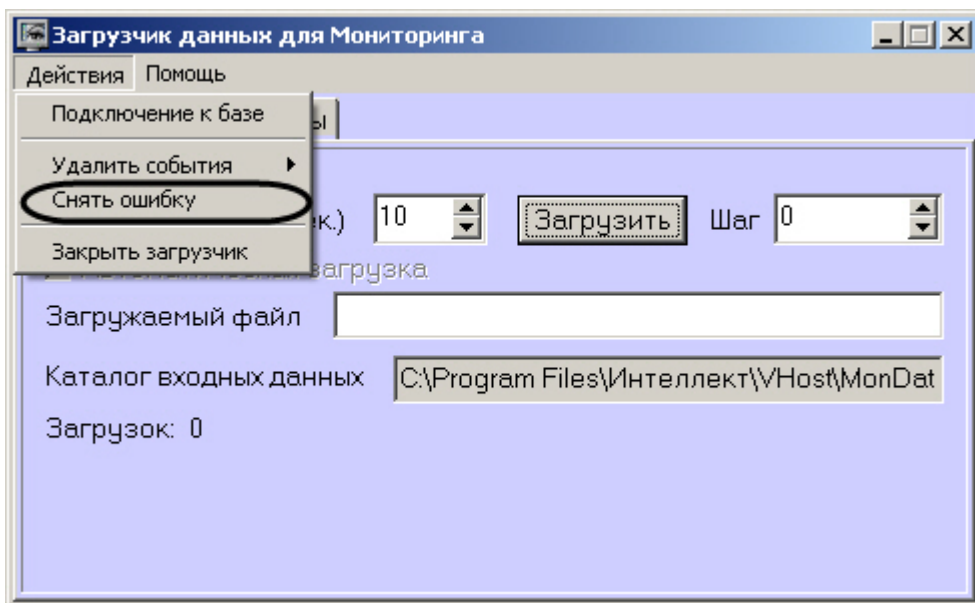 Загрузчик данных для Мониторинга
Действия Помощь
Подключение к базе
Удалить события
Снять ошибку
Закрыть загрузчик
10 Загрузить Шаг 0
загрузка
Загружаемый файл
Каталог входных данных C:\Program Files\Интеллект\VHost\MonDat
Загрузок: 0